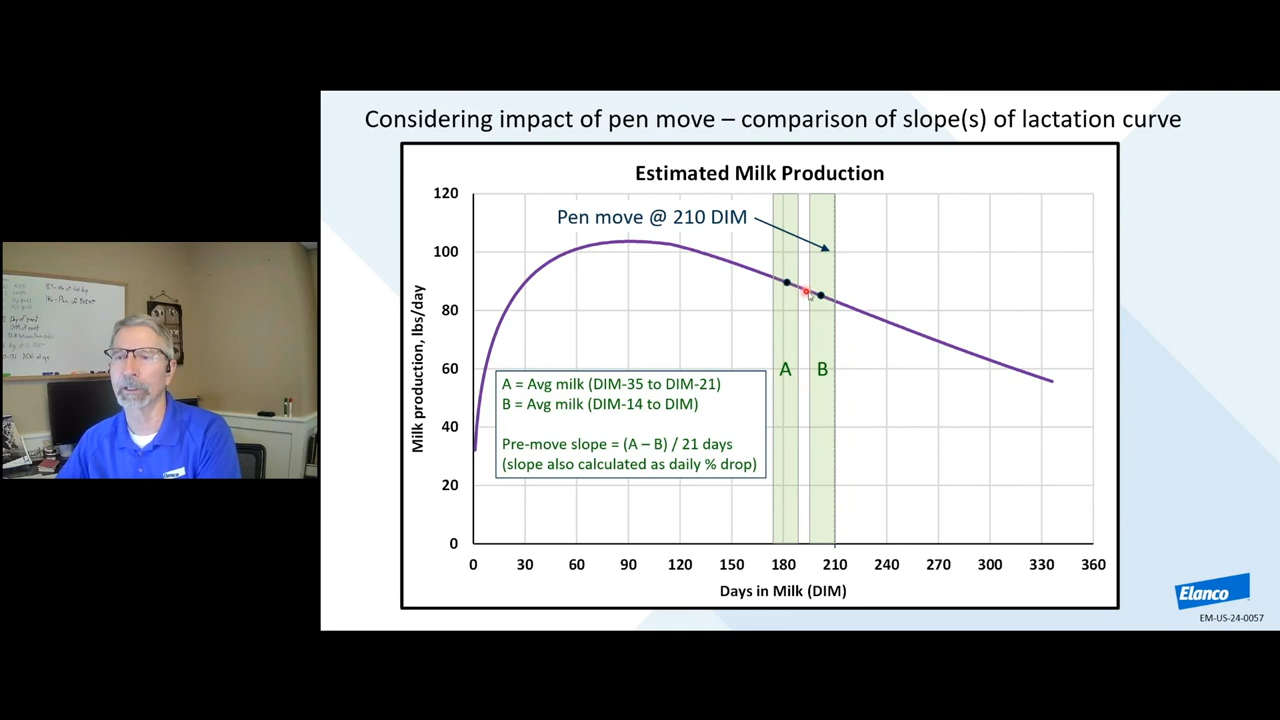 Considering impact of pen move – comparison of slope(s) of lactation curve
Estimated Milk Production
120
100
80
60
40
20
0
Milk production, lbs/day
Pen move @ 210 DIM
A
B
A = Avg milk (DIM-35 to DIM-21)
B = Avg milk (DIM-14 to DIM)
Pre-move slope = (A – B) / 21 days
(slope also calculated as daily % drop)
0 30 60 90 120 150 180 210 240 270 300 330 360
Days in Milk (DIM)
Elanco
EM-US-24-0057
Elanco